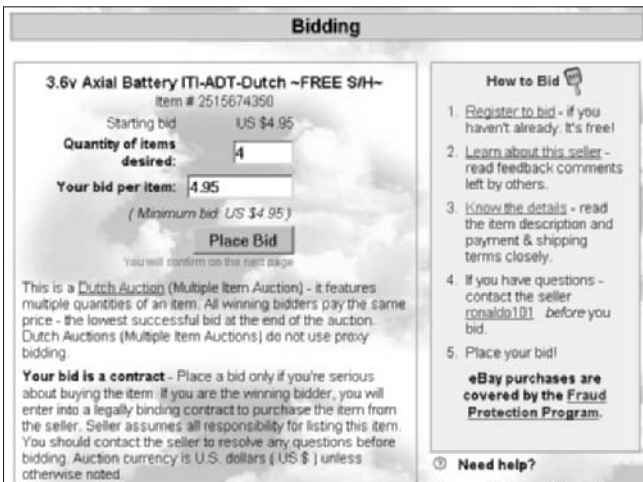 Bidding
3.6v Axial Battery ITI-ADT-Dutch ~FREE S/H~
Item # 2515674350
Starting bid US $4.95
Quantity of items desired: 4
Your bid per item: 4.95
( Minimum bid: US $4.95 )
Place Bid
You will confirm on the next page
This is a Dutch Auction (Multiple Item Auction) - it features
multiple quantities of an item. All winning bidders pay the same
price - the lowest successful bid at the end of the auction.
Dutch Auctions (Multiple Item Auctions) do not use proxy
bidding.
Your bid is a contract - Place a bid only if you're serious
about buying the item. If you are the winning bidder, you will
enter into a legally binding contract to purchase the item from
the seller. Seller assumes all responsibility for listing this item.
You should contact the seller to resolve any questions before
bidding. Auction currency is U.S. dollars ( US $ ) unless
otherwise noted.
How to Bid
1. Register to bid - if you
haven't already. It's free!
2. Learn about this seller -
read feedback comments
left by others.
3. Know the details - read
the item description and
payment & shipping
terms closely.
4. If you have questions -
contact the seller
ronaldo101 before you
bid.
5. Place your bid!
eBay purchases are
covered by the Fraud
Protection Program.
Need help?